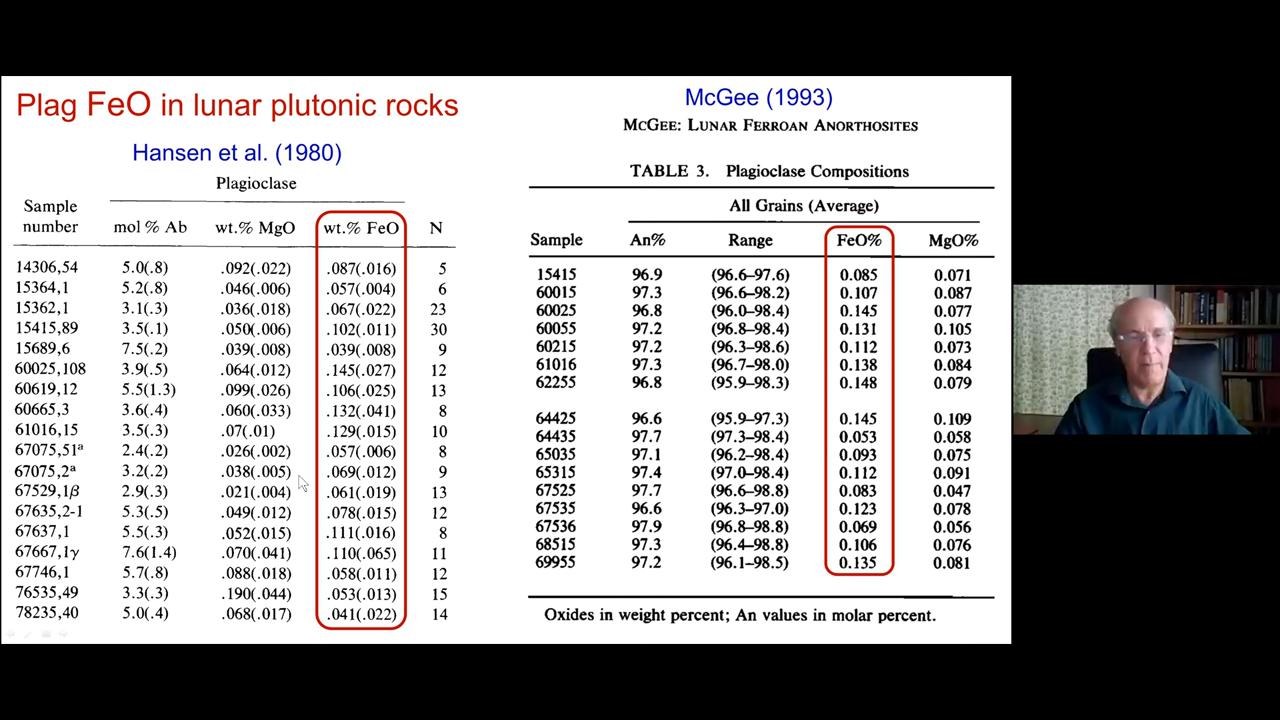 Plag FeO in lunar plutonic rocks
Hansen et al. (1980)
Plagioclase
Sample number mol % Ab wt.% MgO wt.% FeO N
14306,54 5.0(.8) .092(.022) .087(.016) 5
15364,1 5.2(.8) .046(.006) .057(.004) 6
15362,1 3.1(.3) .036(.018) .067(.022) 23
15415,89 3.5(.1) .050(.006) .102(.011) 30
15689,6 7.5(.2) .039(.008) .039(.008) 9
60025,108 3.9(.5) .064(.012) .145(.027) 12
60619,12 5.5(1.3) .099(.026) .106(.025) 13
60665,3 3.6(.4) .060(.033) .132(.041) 8
61016,15 3.5(.3) .07(.01) .129(.015) 10
67075,51ª 2.4(.2) .026(.002) .057(.006) 8
67075,2ª 3.2(.2) .038(.005) .069(.012) 9
67529,1β 2.9(.3) .021(.004) .061(.019) 13
67635,2-1 5.3(.5) .049(.012) .078(.015) 12
67637,1 5.5(.3) .052(.015) .111(.016) 8
67667,1γ 7.6(1.4) .070(.041) .110(.065) 11
67746,1 5.7(.8) .088(.018) .058(.011) 12
76535,49 3.3(.3) .190(.044) .053(.013) 15
78235,40 5.0(.4) .068(.017) .041(.022) 14
McGee (1993)
MCGEE: LUNAR FERROAN ANORTHOSITES
TABLE 3. Plagioclase Compositions
All Grains (Average)
Sample An% Range FeO% MgO%
15415 96.9 (96.6–97.6) 0.085 0.071
60015 97.3 (96.6–98.2) 0.107 0.087
60025 96.8 (96.0–98.4) 0.145 0.077
60055 97.2 (96.8–98.4) 0.131 0.105
60215 97.2 (96.3–98.6) 0.112 0.073
61016 97.3 (96.7–98.0) 0.138 0.084
62255 96.8 (95.9–98.3) 0.148 0.079
64425 96.6 (95.9–97.3) 0.145 0.109
64435 97.7 (97.3–98.4) 0.053 0.058
65035 97.1 (96.2–98.4) 0.093 0.075
65315 97.4 (97.0–98.4) 0.112 0.091
67525 97.7 (96.6–98.8) 0.083 0.047
67535 96.6 (96.3–97.0) 0.123 0.078
67536 97.9 (96.8–98.8) 0.069 0.056
68515 97.3 (96.4–98.8) 0.106 0.076
69955 97.2 (96.1–98.5) 0.135 0.081
Oxides in weight percent; An values in molar percent.